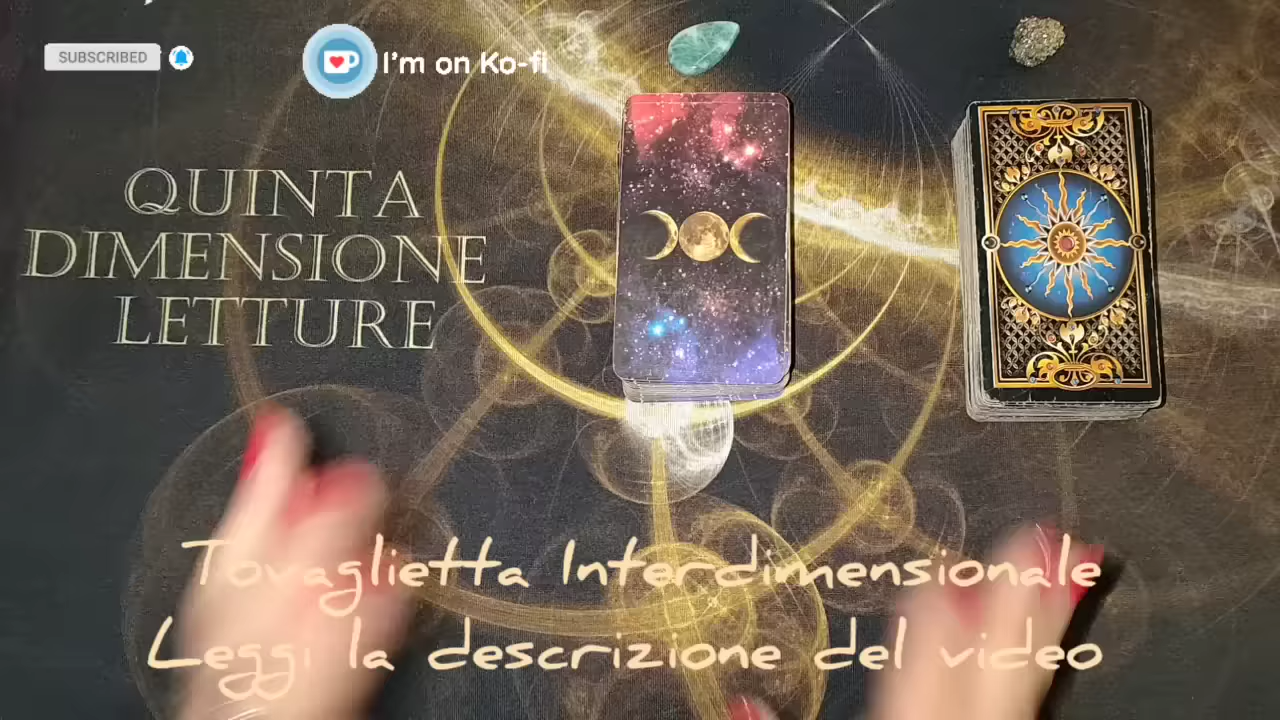 SUBSCRIBED
I'm on Ko-fi
QUINTA
DIMENSIONE
LETTURE
Tovaglietta Interdimensionale
Leggi la descrizione del video